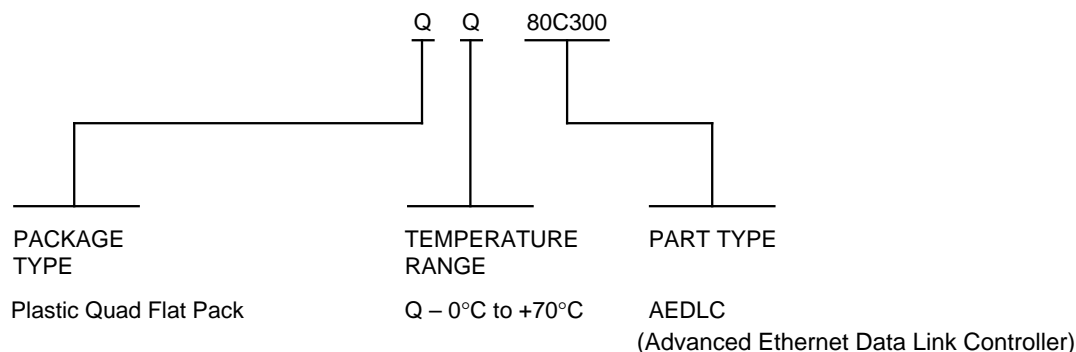 Q Q 80C300
PACKAGE TYPE
TEMPERATURE RANGE
PART TYPE
Plastic Quad Flat Pack
Q – 0°C to +70°C
AEDLC
(Advanced Ethernet Data Link Controller)